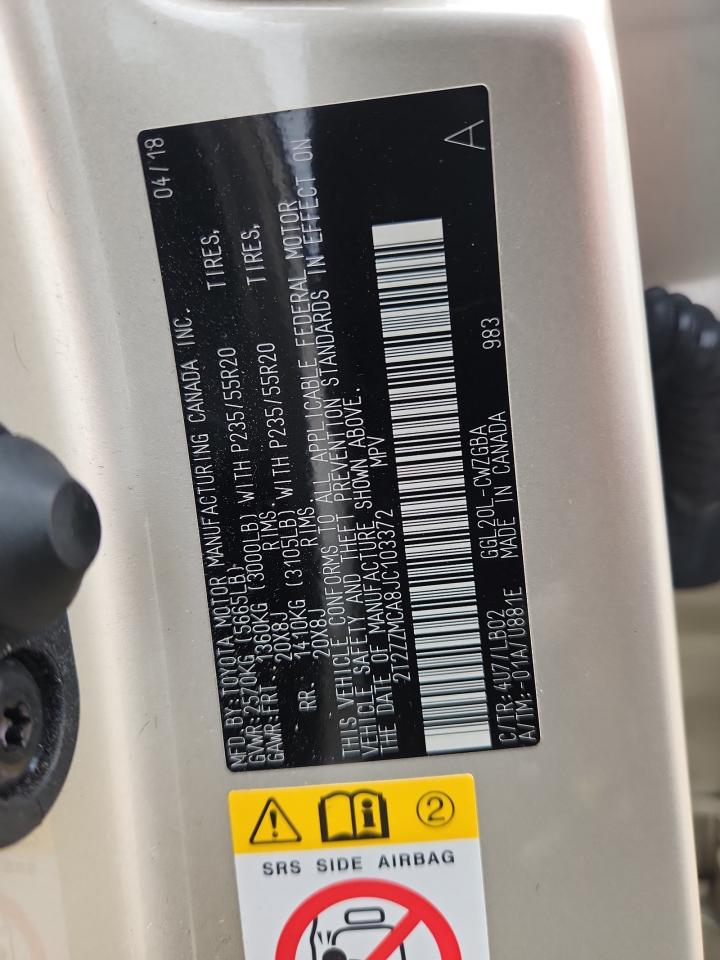 MFD.BY:TOYOTA MOTOR MANUFACTURING CANADA INC. 04/18
GVWR:2570KG (5665LB)
GAWR:FRT. 1360KG (3000LB) WITH P235/55R20 TIRES,
20X8J RIMS.
RR. 1410KG (3105LB) WITH P235/55R20 TIRES,
20X8J RIMS.
THIS VEHICLE CONFORMS TO ALL APPLICABLE FEDERAL MOTOR
VEHICLE SAFETY AND THEFT PREVENTION STANDARDS IN EFFECT ON
THE DATE OF MANUFACTURE SHOWN ABOVE.
2T2ZZMCA8JC103372 MPV
A
C/TR:4U7/LB02 GGL20L-CWZGBA 983
A/TM:-01A/0881E MADE IN CANADA
2
SRS SIDE AIRBAG